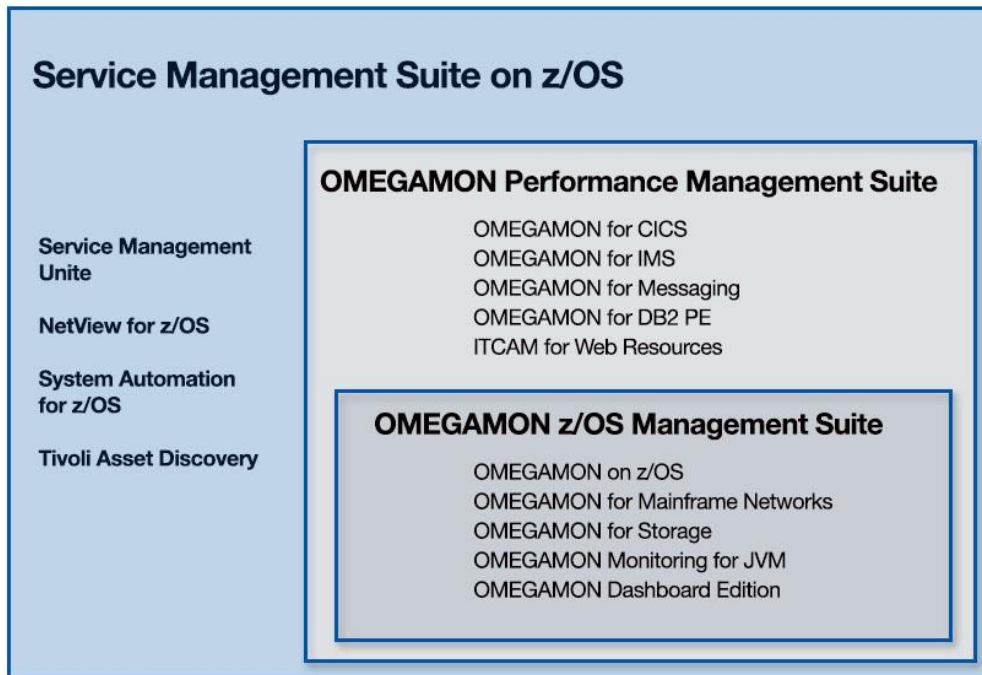 Service Management Suite on z/OS
Service Management
Unite
NetView for z/OS
System Automation
for z/OS
Tivoli Asset Discovery
OMEGAMON Performance Management Suite
OMEGAMON for CICS
OMEGAMON for IMS
OMEGAMON for Messaging
OMEGAMON for DB2 PE
ITCAM for Web Resources
OMEGAMON z/OS Management Suite
OMEGAMON on z/OS
OMEGAMON for Mainframe Networks
OMEGAMON for Storage
OMEGAMON Monitoring for JVM
OMEGAMON Dashboard Edition